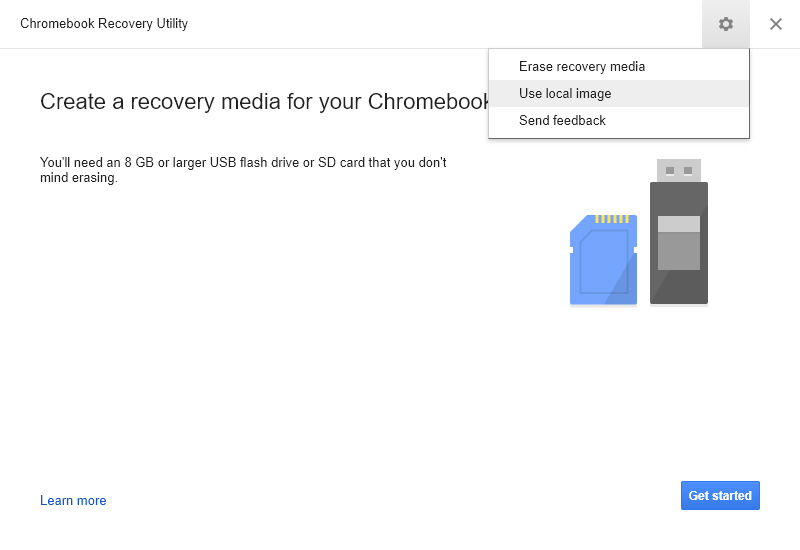 Chromebook Recovery Utility
Erase recovery media
Use local image
Send feedback
Create a recovery media for your Chromebook
You'll need an 8 GB or larger USB flash drive or SD card that you don't
mind erasing.
Learn more
Get started